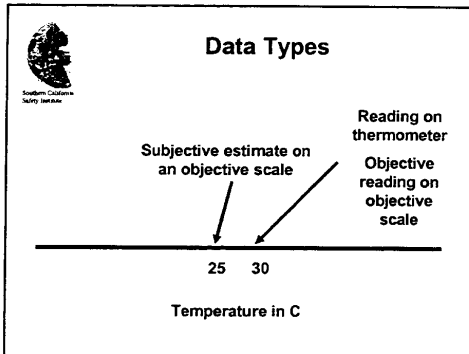 Data Types
Southern California
Safety Institute
Reading on
thermometer
Subjective estimate on
an objective scale
Objective
reading on
objective
scale
25 30
Temperature in C